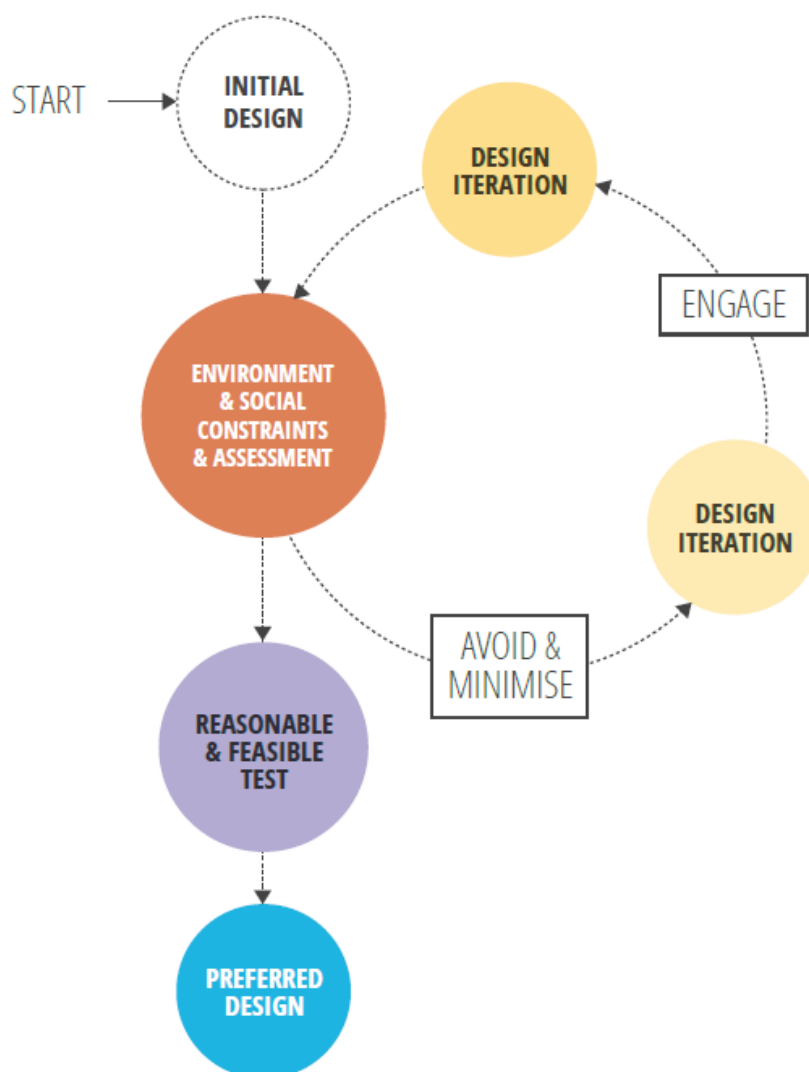 START
INITIAL
DESIGN
DESIGN
ITERATION
ENGAGE
ENVIRONMENT
& SOCIAL
CONSTRAINTS
& ASSESSMENT
DESIGN
ITERATION
AVOID &
MINIMISE
REASONABLE
& FEASIBLE
TEST
PREFERRED
DESIGN